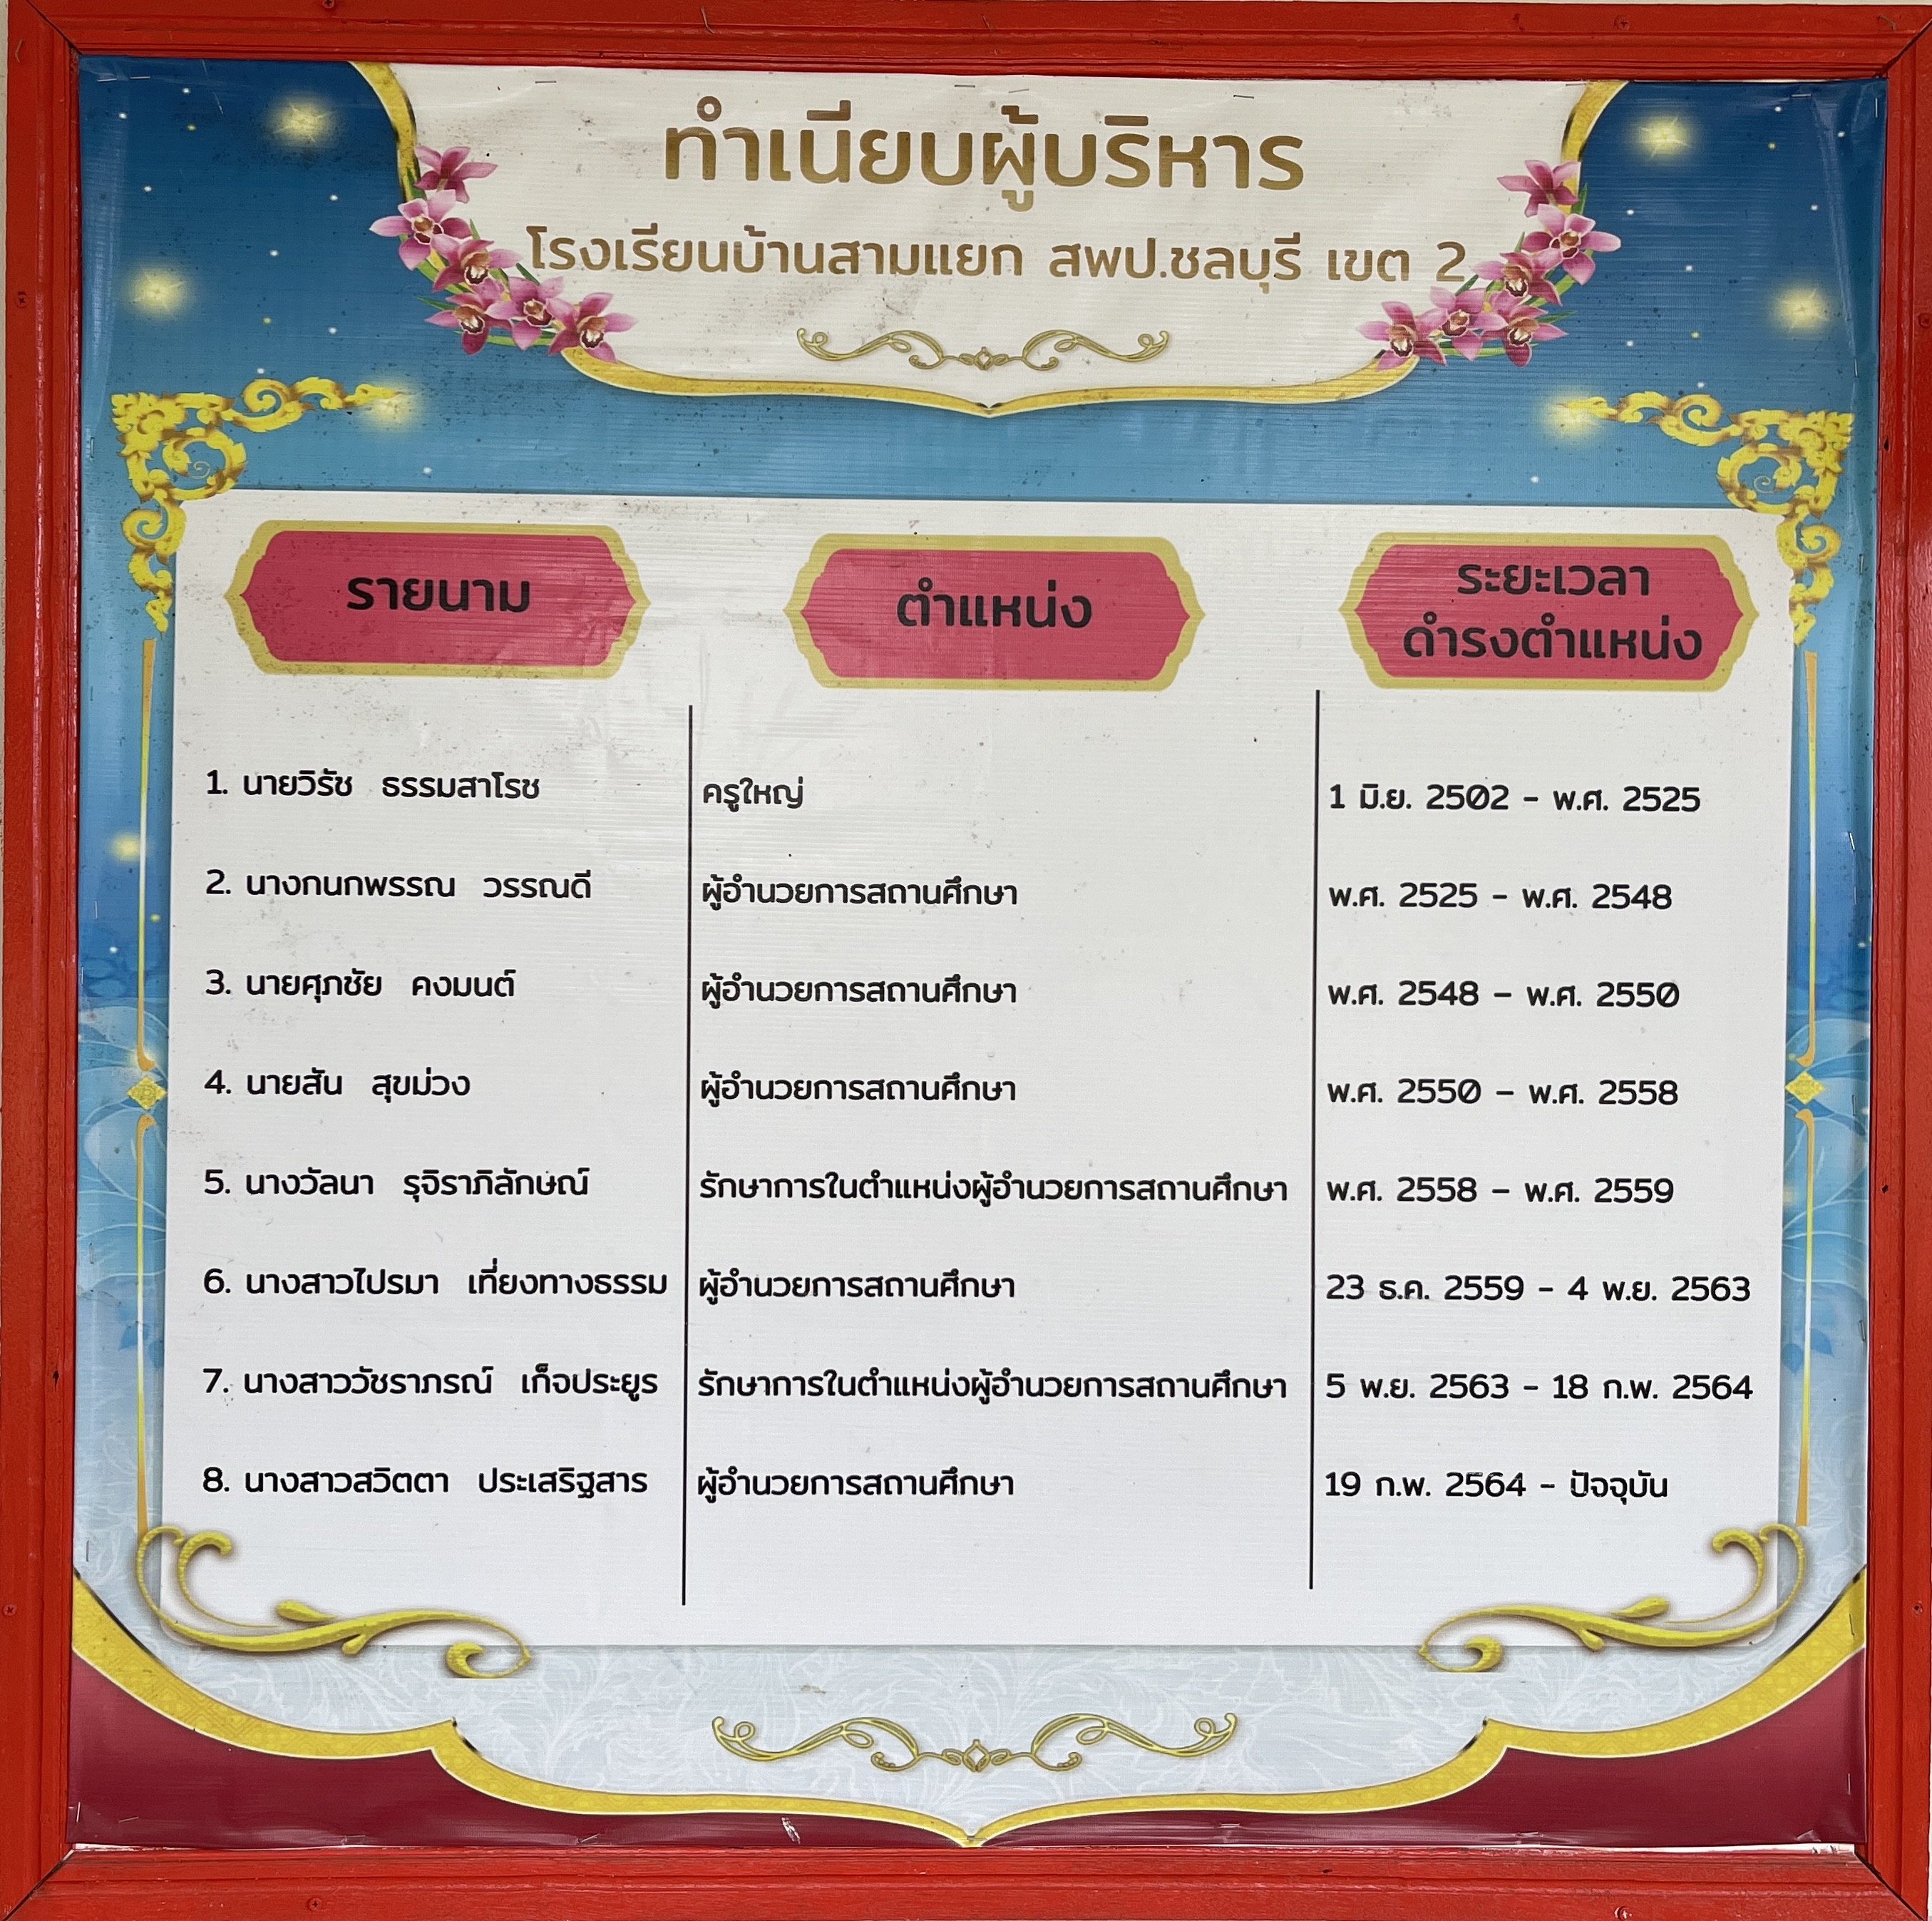 ทำเนียบผู้บริหาร
โรงเรียนบ้านสามแยก สพป.ชลบุรี เขต 2
รายนาม ตำแหน่ง ระยะเวลา
ดำรงตำแหน่ง
1. นายวิรัช ธรรมสาโรช ครูใหญ่ 1 มิ.ย. 2502 - พ.ศ. 2525
2. นางกนกพรรณ วรรณดี ผู้อำนวยการสถานศึกษา พ.ศ. 2525 - พ.ศ. 2548
3. นายศุภชัย คงมนต์ ผู้อำนวยการสถานศึกษา พ.ศ. 2548 – พ.ศ. 2550
4. นายสัน สุขม่วง ผู้อำนวยการสถานศึกษา พ.ศ. 2550 – พ.ศ. 2558
5. นางวัลนา รุจิราภิลักษณ์ รักษาการในตำแหน่งผู้อำนวยการสถานศึกษา พ.ศ. 2558 – พ.ศ. 2559
6. นางสาวไปรมา เที่ยงทางธรรม ผู้อำนวยการสถานศึกษา 23 ธ.ค. 2559 - 4 พ.ย. 2563
7. นางสาววัชราภรณ์ เก็จประยูร รักษาการในตำแหน่งผู้อำนวยการสถานศึกษา 5 พ.ย. 2563 - 18 ก.พ. 2564
8. นางสาวสวิตตา ประเสริฐสาร ผู้อำนวยการสถานศึกษา 19 ก.พ. 2564 - ปัจจุบัน